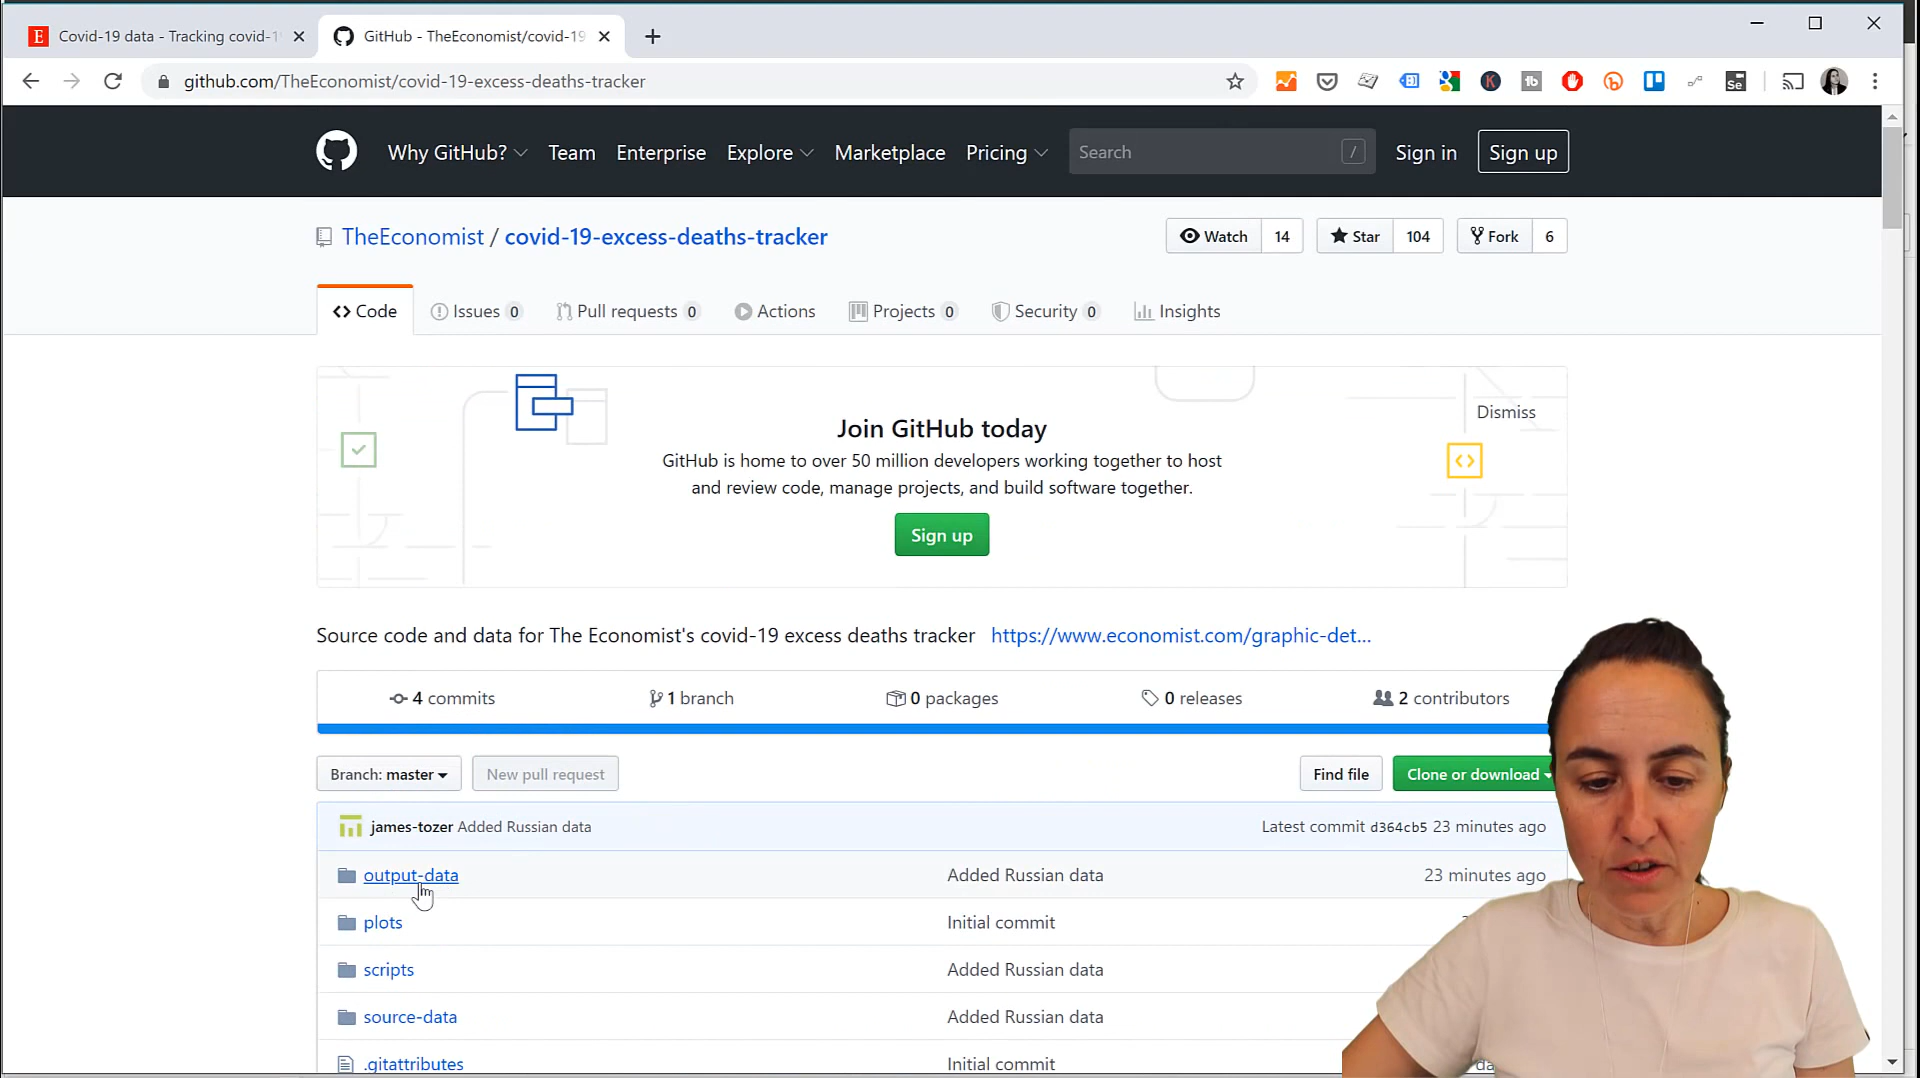 Covid-19 data - Tracking covid-1
GitHub - TheEconomist/covid-19
github.com/TheEconomist/covid-19-excess-deaths-tracker
Why GitHub? Team Enterprise Explore Marketplace Pricing Search / Sign in Sign up
TheEconomist / covid-19-excess-deaths-tracker
Watch 14 Star 104 Fork 6
Code Issues 0 Pull requests 0 Actions Projects 0 Security 0 Insights
Dismiss
Join GitHub today
GitHub is home to over 50 million developers working together to host
and review code, manage projects, and build software together.
Sign up
Source code and data for The Economist's covid-19 excess deaths tracker https://www.economist.com/graphic-det...
4 commits 1 branch 0 packages 0 releases 2 contributors
Branch: master New pull request Find file Clone or download
james-tozer Added Russian data Latest commit d364cb5 23 minutes ago
output-data Added Russian data 23 minutes ago
plots Initial commit
scripts Added Russian data
source-data Added Russian data
.gitattributes Initial commit